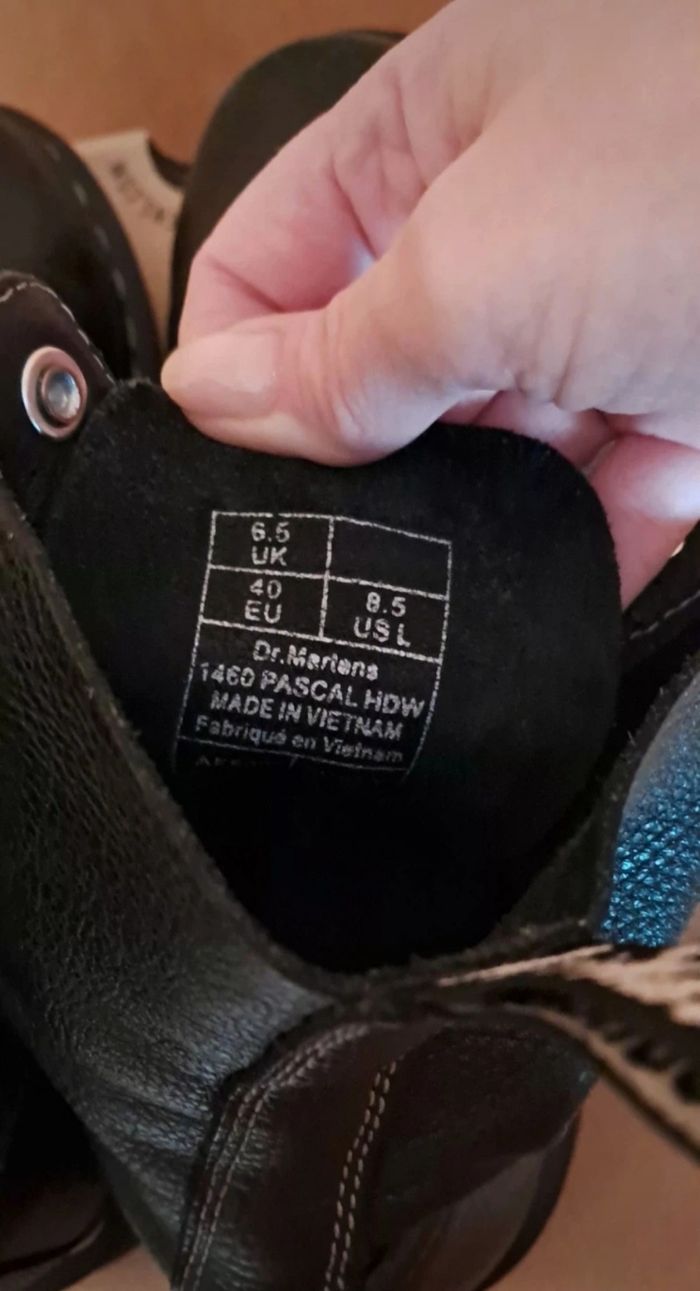 6.5
UK
40
EU
8.5
US L
Dr.Martens
1460 PASCAL HDW
MADE IN VIETNAM
Fabriqué en Vietnam